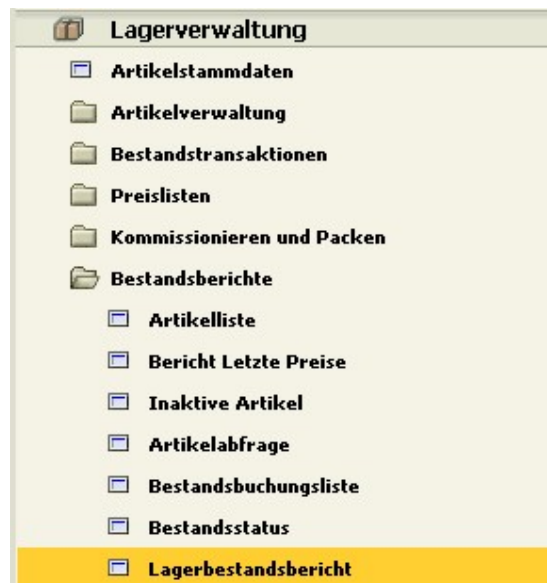 Lagerverwaltung
Artikelstammdaten
Artikelverwaltung
Bestandstransaktionen
Preislisten
Kommissionieren und Packen
Bestandsberichte
Artikelliste
Bericht Letzte Preise
Inaktive Artikel
Artikelabfrage
Bestandsbuchungsliste
Bestandsstatus
Lagerbestandsbericht